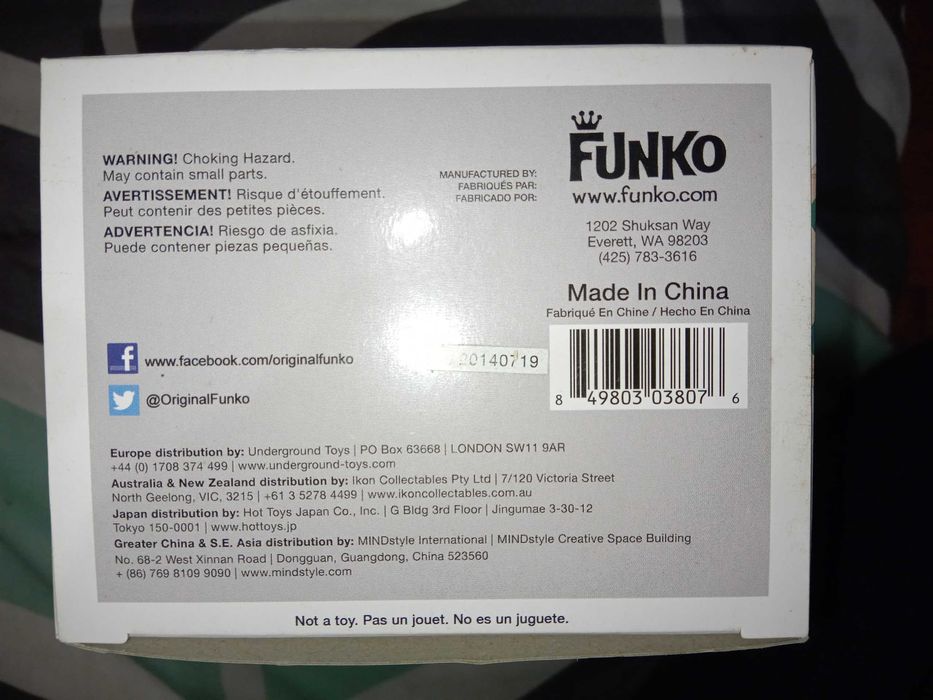 WARNING! Choking Hazard.
May contain small parts.
AVERTISSEMENT! Risque d'étouffement.
Peut contenir des petites pièces.
ADVERTENCIA! Riesgo de asfixia.
Puede contener piezas pequeñas.
MANUFACTURED BY:
FABRIQUÉS PAR:
FABRICADO POR:
FUNKO
www.funko.com
1202 Shuksan Way
Everett, WA 98203
(425) 783-3616
Made In China
Fabriqué En Chine / Hecho En China
f www.facebook.com/originalfunko
@OriginalFunko
20140719
8 49803 03807 6
Europe distribution by: Underground Toys | PO Box 63668 | LONDON SW11 9AR
+44 (0) 1708 374 499 | www.underground-toys.com
Australia & New Zealand distribution by: Ikon Collectables Pty Ltd | 7/120 Victoria Street
North Geelong, VIC, 3215 | +61 3 5278 4499 | www.ikoncollectables.com.au
Japan distribution by: Hot Toys Japan Co., Inc. | G Bldg 3rd Floor | Jingumae 3-30-12
Tokyo 150-0001 | www.hottoys.jp
Greater China & S.E. Asia distribution by: MINDstyle International | MINDstyle Creative Space Building
No. 68-2 West Xinnan Road | Dongguan, Guangdong, China 523560
+ (86) 769 8109 9090 | www.mindstyle.com
Not a toy. Pas un jouet. No es un juguete.